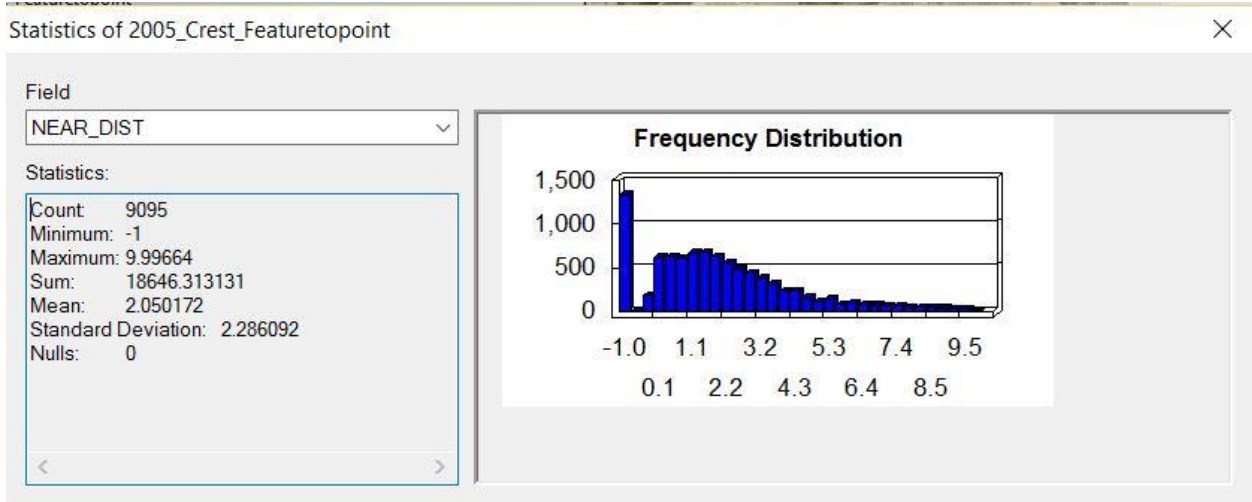 Featuretopoint
Statistics of 2005_Crest_Featuretopoint
Field
NEAR_DIST
Statistics:
Count: 9095
Minimum: -1
Maximum: 9.99664
Sum: 18646.313131
Mean: 2.050172
Standard Deviation: 2.286092
Nulls: 0
Frequency Distribution
1,500
1,000
500
0
-1.0 1.1 3.2 5.3 7.4 9.5
0.1 2.2 4.3 6.4 8.5